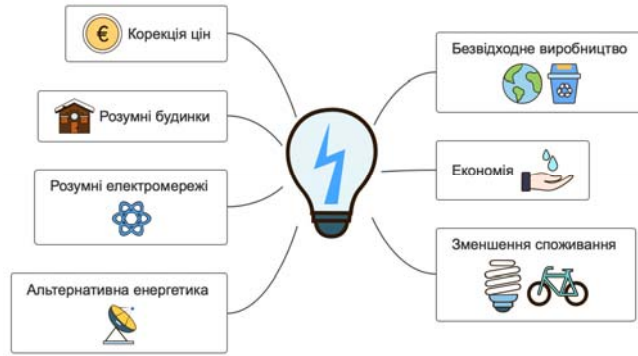 Корекція цін
Розумні будинки
Розумні електромережі
Альтернативна енергетика
Безвідходне виробництво
Економія
Зменшення споживання